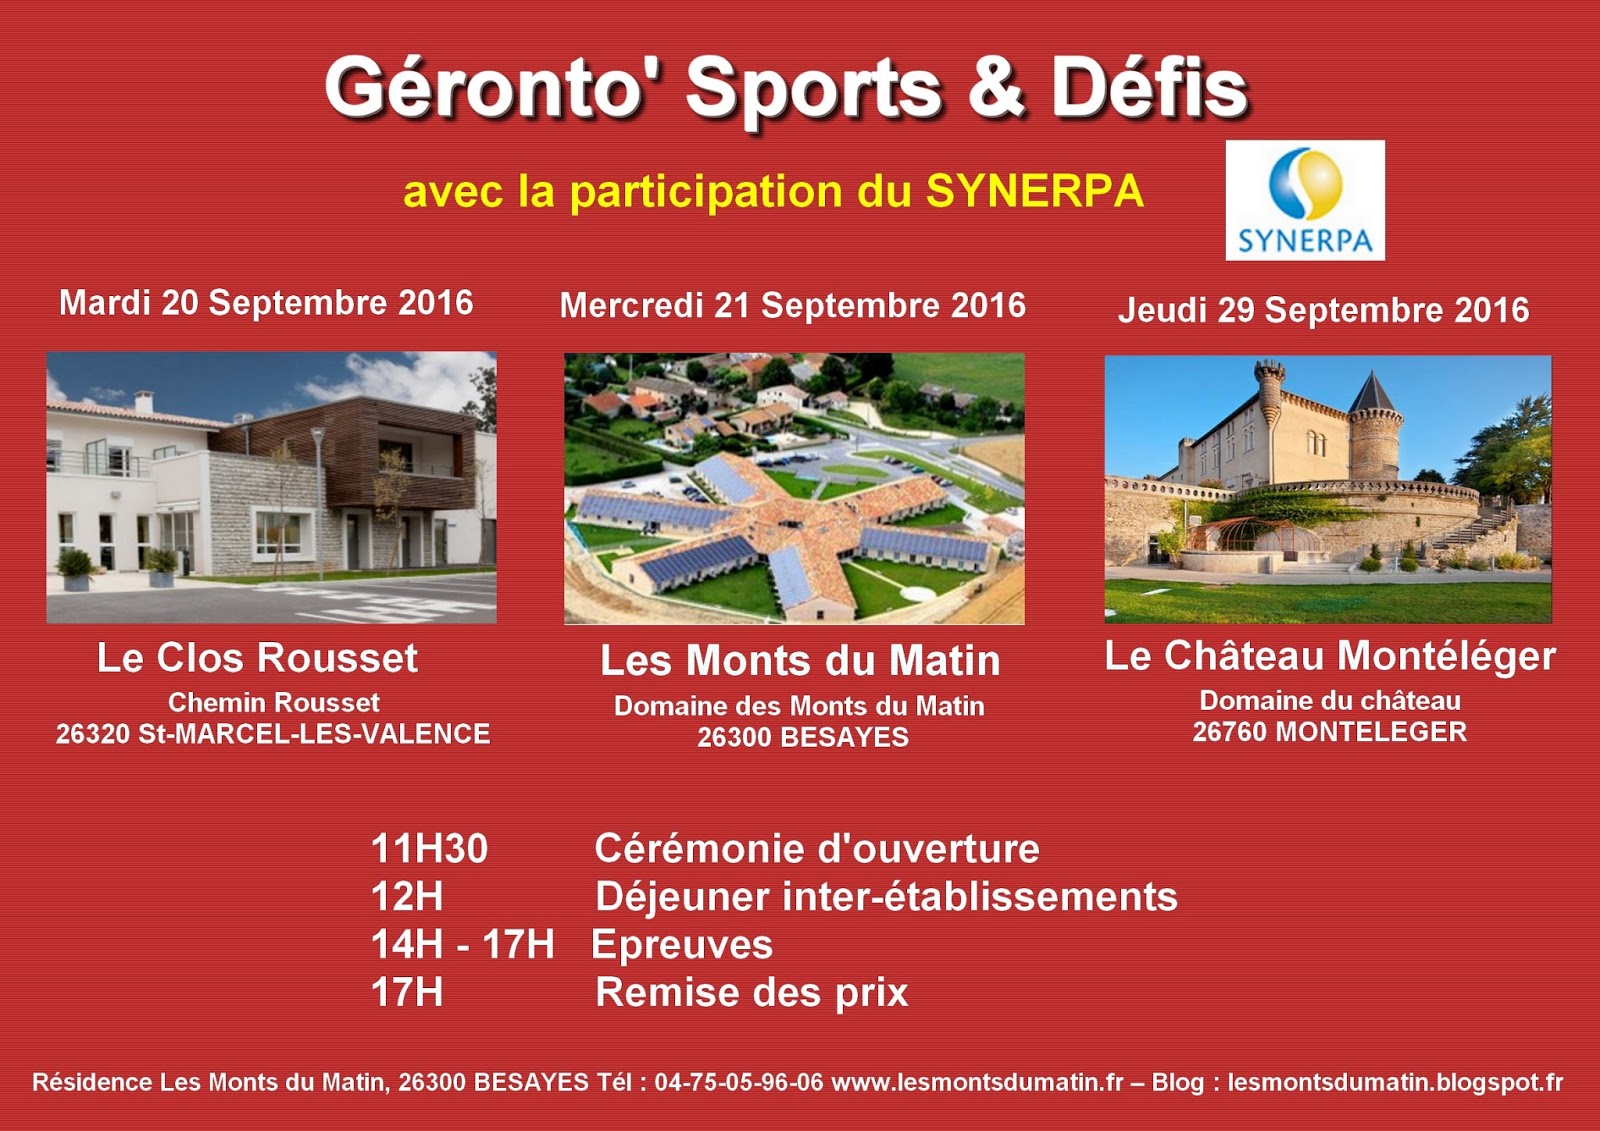 Géronto' Sports & Défis
avec la participation du SYNERPA
SYNERPA
Mardi 20 Septembre 2016
Mercredi 21 Septembre 2016
Jeudi 29 Septembre 2016
Le Clos Rousset
Chemin Rousset
26320 St-MARCEL-LES-VALENCE
Les Monts du Matin
Domaine des Monts du Matin
26300 BESAYES
Le Château Montéléger
Domaine du château
26760 MONTELEGER
11H30 Cérémonie d'ouverture
12H Déjeuner inter-établissements
14H - 17H Epreuves
17H Remise des prix
Résidence Les Monts du Matin, 26300 BESAYES Tél : 04-75-05-96-06 www.lesmontsdumatin.fr – Blog : lesmontsdumatin.blogspot.fr